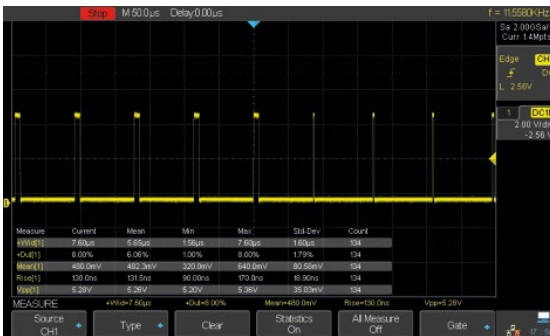 Stop M 50.0μs Delay:0.00μs f = 11.5580KHz
Sa 2.00GSa/
Curr 1.4Mpts
Edge CH
L 2.56V
1 DC1
2.00 V/di
-2.56 V
Measure Current Mean Min Max Std-Dev Count
+Wid[1] 7.60μs 5.65μs 1.56μs 7.60μs 1.60μs 134
+Dut[1] 8.00% 6.06% 1.00% 8.00% 1.79% 134
Mean[1] 480.0mV 482.3mV 320.0mV 640.0mV 80.58mV 134
Rise[1] 130.0ns 131.5ns 90.00ns 170.0ns 18.90ns 134
Vpp[1] 5.28V 5.26V 5.20V 5.36V 35.03mV 134
MEASURE +Wid=7.60μs +Dut=8.00% Mean=480.0mV Rise=130.0ns Vpp=5.28V
Source Type Clear Statistics All Measure Gate
CH1 On Off